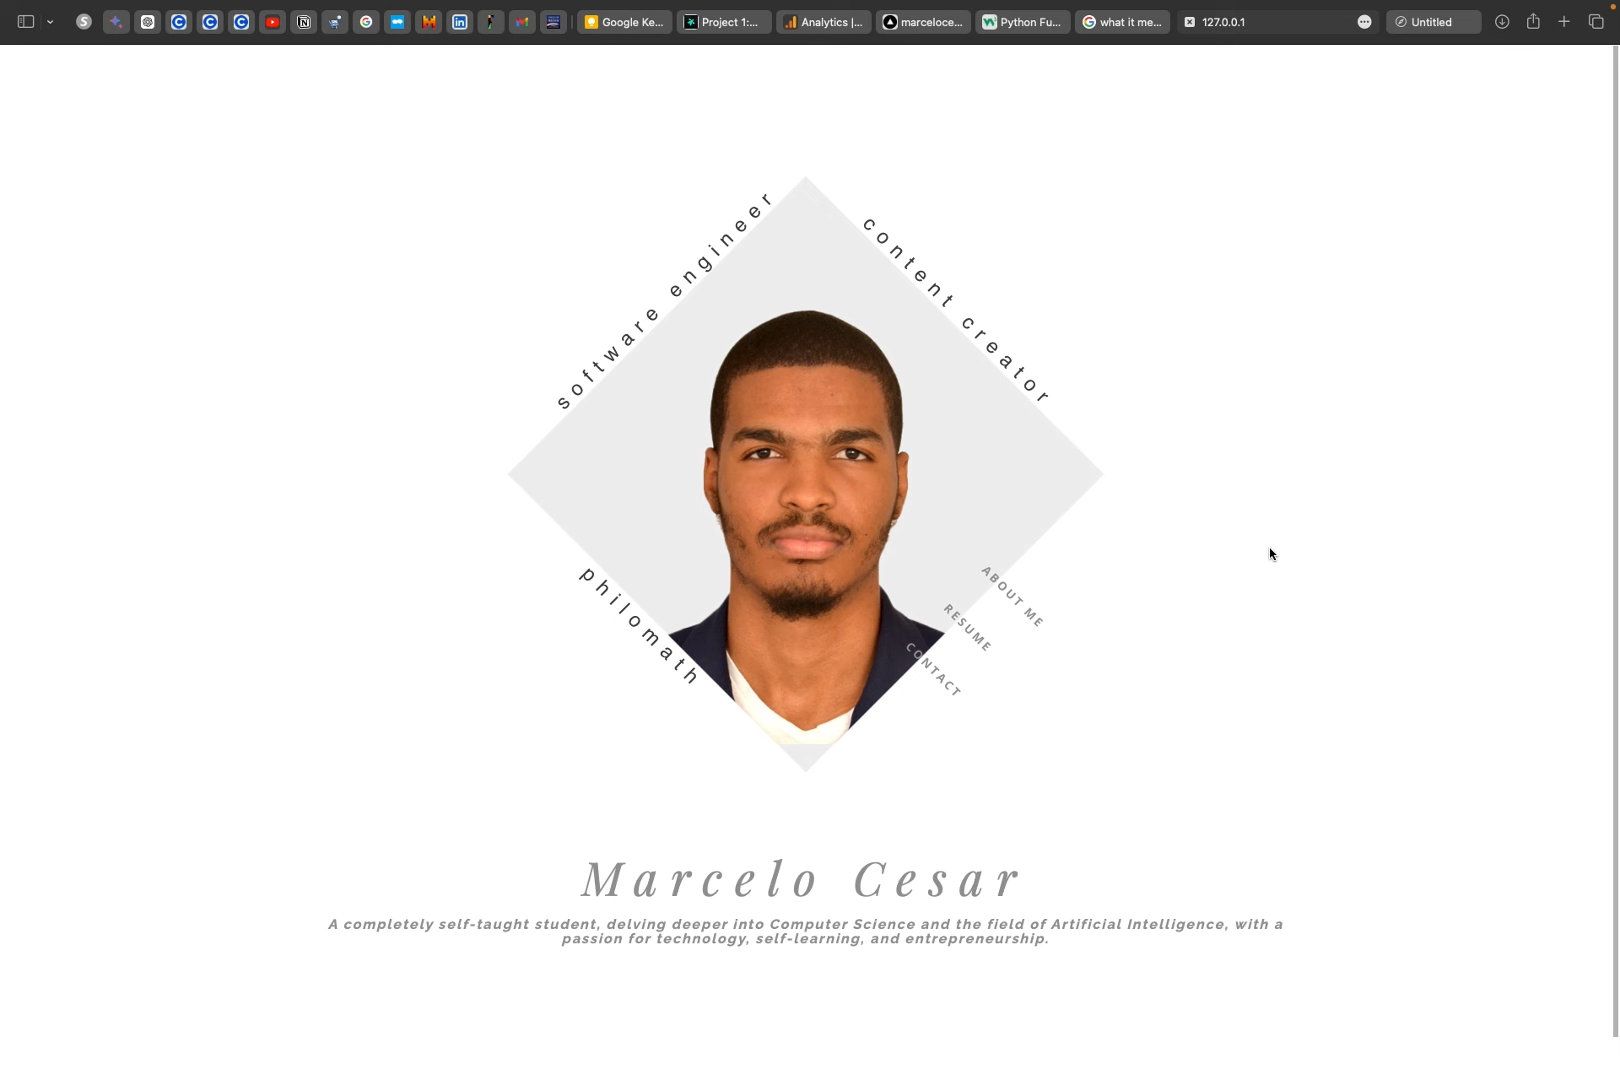 Google Ke...
Project 1:...
Analytics |...
marceloce...
Python Fu...
what it me...
127.0.0.1
Untitled
software engineer
content creator
philomath
ABOUT ME
RESUME
CONTACT
Marcelo Cesar
A completely self-taught student, delving deeper into Computer Science and the field of Artificial Intelligence, with a
passion for technology, self-learning, and entrepreneurship.